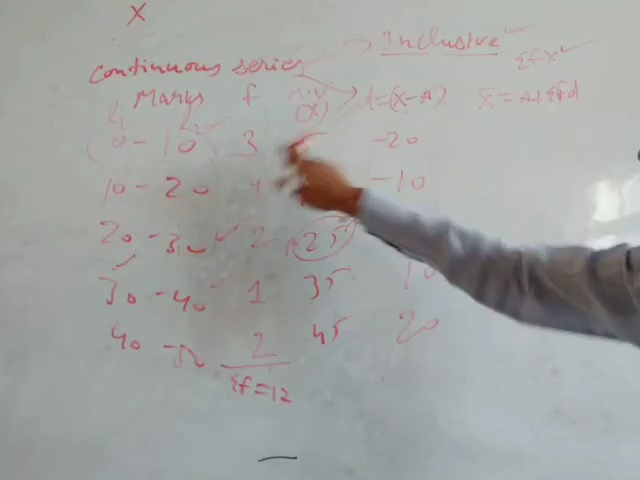 X
Inclusive
Continuous series
Σfx
Marks f (X) d=(X-A) X̄ = A+Σfd
0-10 3 -20
10-20 4 -10
20-30 2 25
30-40 1 35 10
40-50 2 45 20
Σf=12